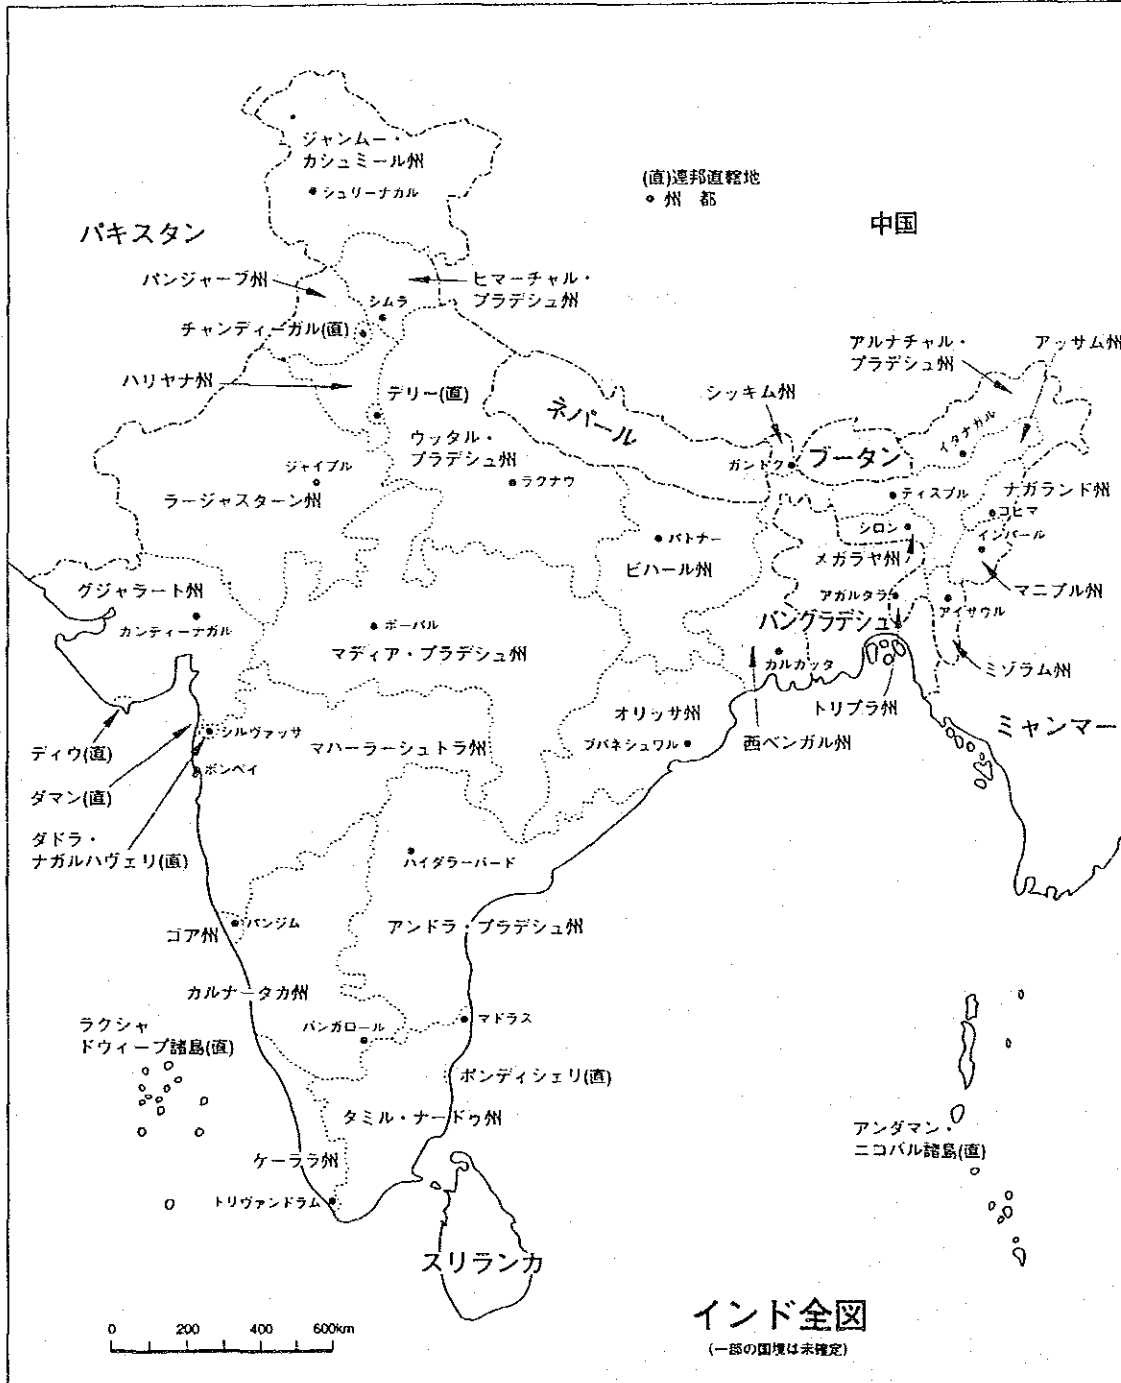 ジャンムー・
カシュミール州
シュリーナガル
(直)連邦直轄地
州 都
パキスタン
中国
パンジャーブ州
ヒマーチャル・
プラデシュ州
シムラ
チャンディーガル(直)
アルナチャル・
プラデシュ州
アッサム州
ハリヤナ州
デリー(直)
シッキム州
ネパール
ウッタル・
プラデシュ州
ブータン
イタナガル
ガントク
ジャイプル
ラクナウ
ラージャスターン州
ティスプル
ナガランド州
コヒマ
シロン
インパール
パトナー
メガラヤ州
ビハール州
グジャラート州
マニプル州
アガルタラ
アイサウル
カンティーナガル
ボーパル
バングラデシュ
マディア・プラデシュ州
カルカッタ
ミゾラム州
オリッサ州
トリプラ州
シルヴァッサ
ミャンマー
ディウ(直)
マハーラーシュトラ州
ブバネシュワル
西ベンガル州
ボンベイ
ダマン(直)
ダドラ・
ナガルハヴェリ(直)
ハイダラーバード
パンジム
ゴア州
アンドラ・プラデシュ州
カルナータカ州
マドラス
バンガロール
ラクシャ
ドウィープ諸島(直)
ポンディシェリ(直)
タミル・ナードゥ州
アンダマン・
ニコバル諸島(直)
ケーララ州
トリヴァンドラム
スリランカ
インド全図
(一部の国境は未確定)
0 200 400 600km